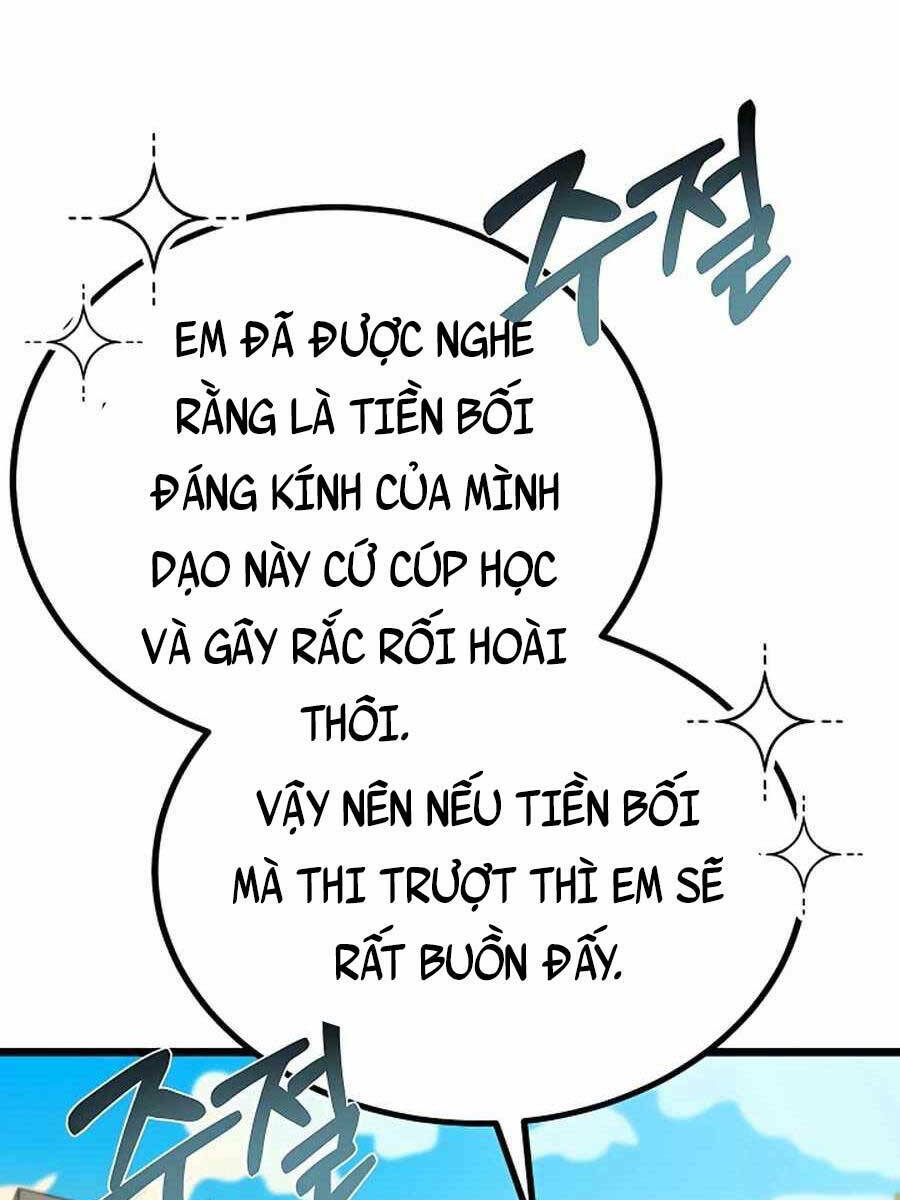 주절
EM ĐÃ ĐƯỢC NGHE
RẰNG LÀ TIỀN BỐI
ĐÁNG KÍNH CỦA MÌNH
DẠO NÀY CỨ CÚP HỌC
VÀ GÂY RẮC RỐI HOÀI
THÔI.
VẬY NÊN NẾU TIỀN BỐI
MÀ THI TRƯỢT THÌ EM SẼ
RẤT BUỒN ĐẤY.
주절